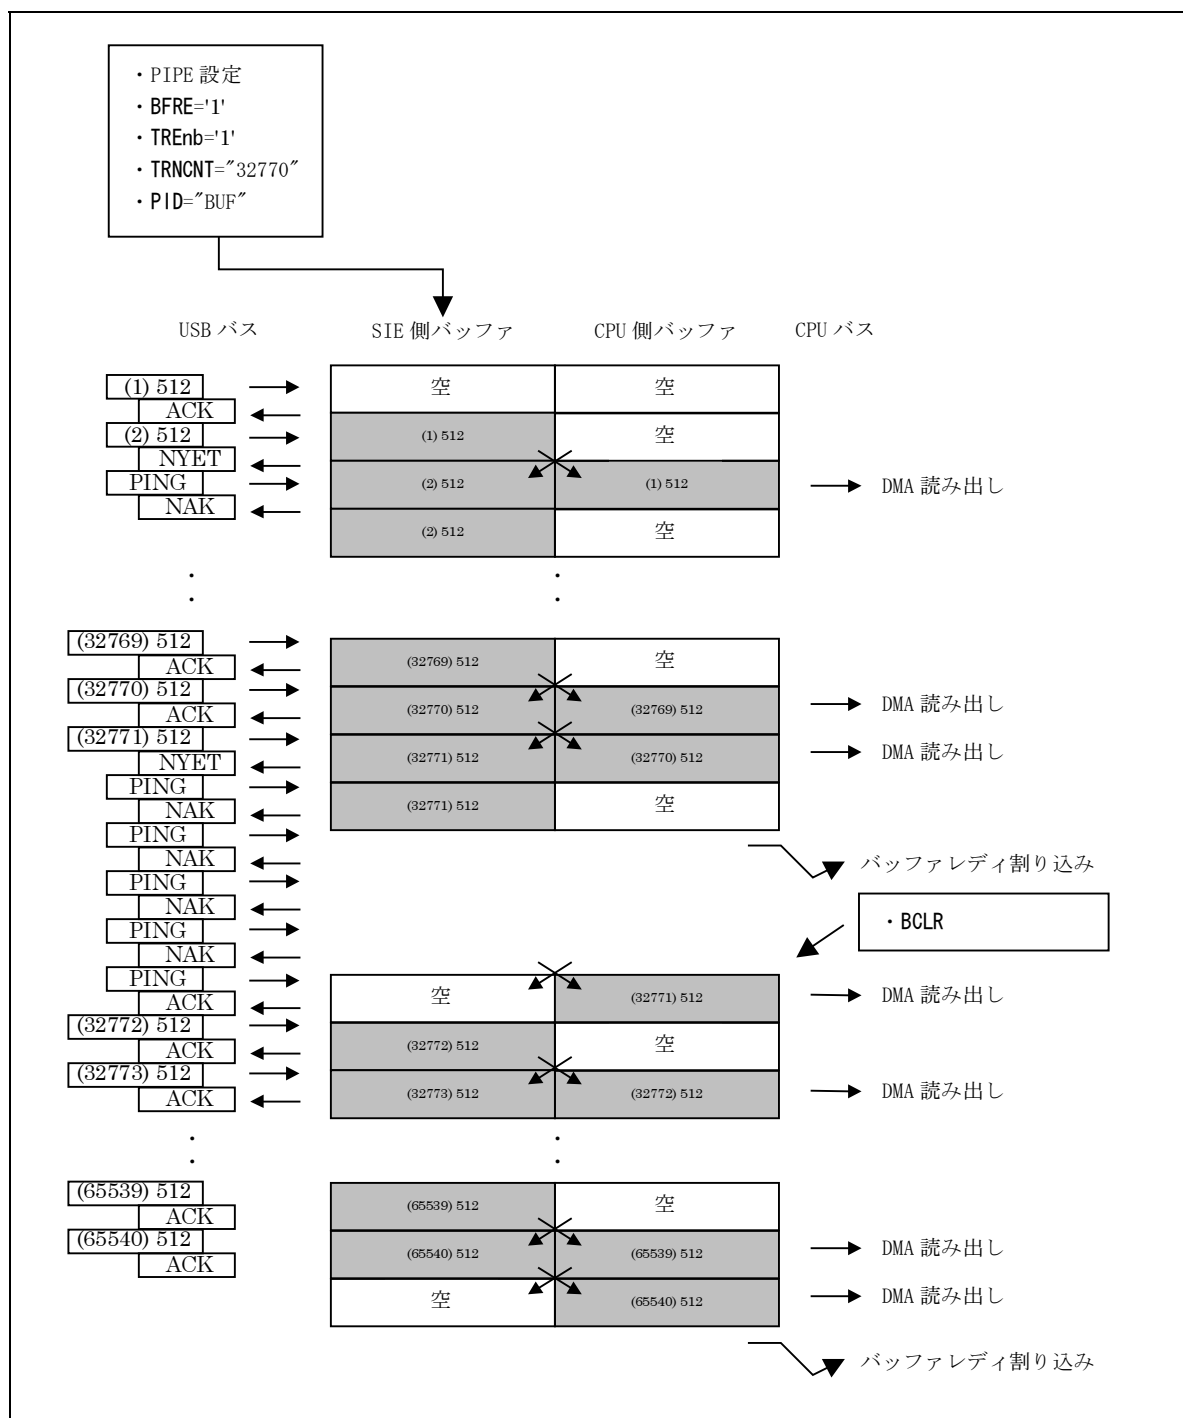 ・PIPE 設定
・BFRE='1'
・TREnb='1'
・TRNCNT="32770"
・PID="BUF"
USB バス SIE 側バッファ CPU 側バッファ CPU バス
(1) 512 空 空
ACK
(2) 512 (1) 512 空
NYET
PING (2) 512 (1) 512 DMA 読み出し
NAK
(2) 512 空
(32769) 512 (32769) 512 空
ACK
(32770) 512 (32770) 512 (32769) 512 DMA 読み出し
ACK
(32771) 512 (32771) 512 (32770) 512 DMA 読み出し
NYET
PING (32771) 512 空
NAK
PING
NAK バッファレディ割り込み
PING
NAK ・BCLR
PING
NAK
PING 空 (32771) 512 DMA 読み出し
ACK
(32772) 512 (32772) 512 空
ACK
(32773) 512 (32773) 512 (32772) 512 DMA 読み出し
ACK
(65539) 512 (65539) 512 空
ACK
(65540) 512 (65540) 512 (65539) 512 DMA 読み出し
ACK
空 (65540) 512 DMA 読み出し
バッファレディ割り込み